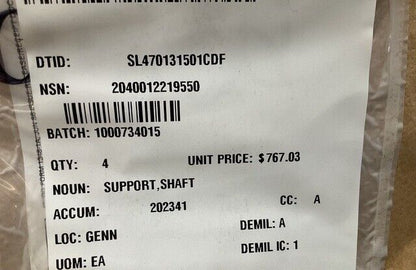 DTID: SL470131501CDF
NSN: 2040012219550
BATCH: 1000734015
QTY: 4 UNIT PRICE: $767.03
NOUN: SUPPORT,SHAFT
ACCUM: 202341 CC: A
LOC: GENN DEMIL: A
UOM: EA DEMIL IC: 1